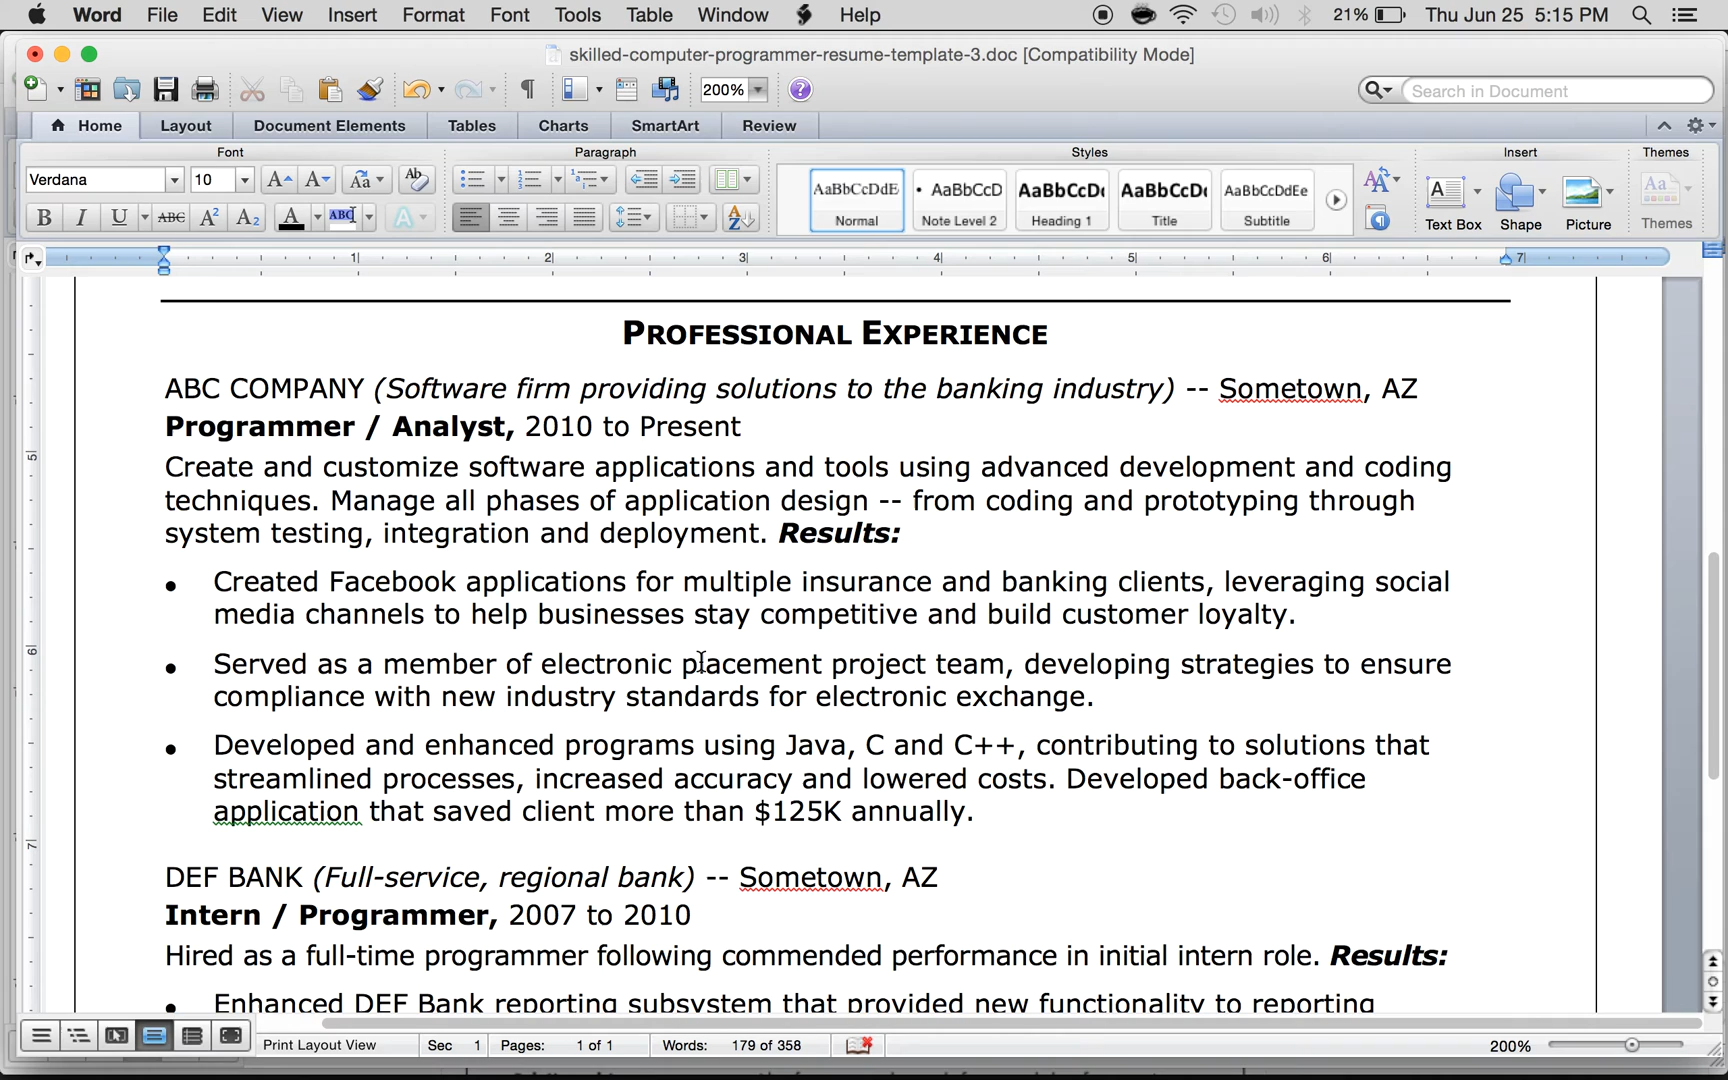 Word File Edit View Insert Format Font Tools Table Window Help 21% Thu Jun 25 5:15 PM
skilled-computer-programmer-resume-template-3.doc [Compatibility Mode]
200% Search in Document
Home Layout Document Elements Tables Charts SmartArt Review
Font Paragraph Styles Insert Themes
Verdana 10 AaBbCcDdE AaBbCcD AaBbCcDc AaBbCcDc AaBbCcDdEe
Normal Note Level 2 Heading 1 Title Subtitle Text Box Shape Picture Themes
1 2 3 4 5 6 7
PROFESSIONAL EXPERIENCE
ABC COMPANY (Software firm providing solutions to the banking industry) -- Sometown, AZ
Programmer / Analyst, 2010 to Present
Create and customize software applications and tools using advanced development and coding
techniques. Manage all phases of application design -- from coding and prototyping through
system testing, integration and deployment. Results:
• Created Facebook applications for multiple insurance and banking clients, leveraging social
media channels to help businesses stay competitive and build customer loyalty.
• Served as a member of electronic placement project team, developing strategies to ensure
compliance with new industry standards for electronic exchange.
• Developed and enhanced programs using Java, C and C++, contributing to solutions that
streamlined processes, increased accuracy and lowered costs. Developed back-office
application that saved client more than $125K annually.
DEF BANK (Full-service, regional bank) -- Sometown, AZ
Intern / Programmer, 2007 to 2010
Hired as a full-time programmer following commended performance in initial intern role. Results:
• Enhanced DEF Bank reporting subsystem that provided new functionality to reporting
Print Layout View Sec 1 Pages: 1 of 1 Words: 179 of 358 200%